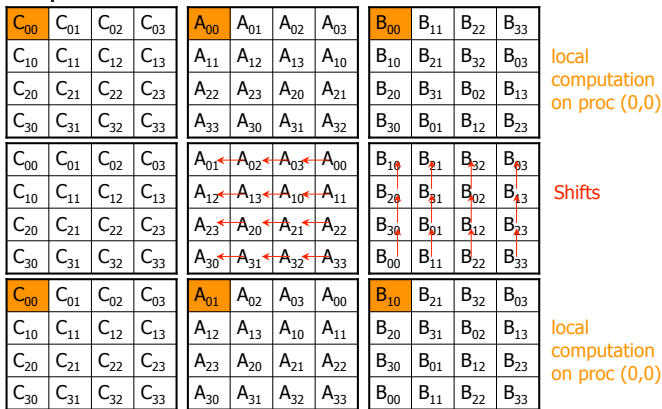 C00 C01 C02 C03 A00 A01 A02 A03 B00 B11 B22 B33
C10 C11 C12 C13 A11 A12 A13 A10 B10 B21 B32 B03 local
C20 C21 C22 C23 A22 A23 A20 A21 B20 B31 B02 B13 computation
C30 C31 C32 C33 A33 A30 A31 A32 B30 B01 B12 B23 on proc (0,0)
C00 C01 C02 C03 A01 A02 A03 A00 B10 B21 B32 B03
C10 C11 C12 C13 A12 A13 A10 A11 B20 B31 B02 B13 Shifts
C20 C21 C22 C23 A23 A20 A21 A22 B30 B01 B12 B23
C30 C31 C32 C33 A30 A31 A32 A33 B00 B11 B22 B33
C00 C01 C02 C03 A01 A02 A03 A00 B10 B21 B32 B03
C10 C11 C12 C13 A12 A13 A10 A11 B20 B31 B02 B13 local
C20 C21 C22 C23 A23 A20 A21 A22 B30 B01 B12 B23 computation
C30 C31 C32 C33 A30 A31 A32 A33 B00 B11 B22 B33 on proc (0,0)